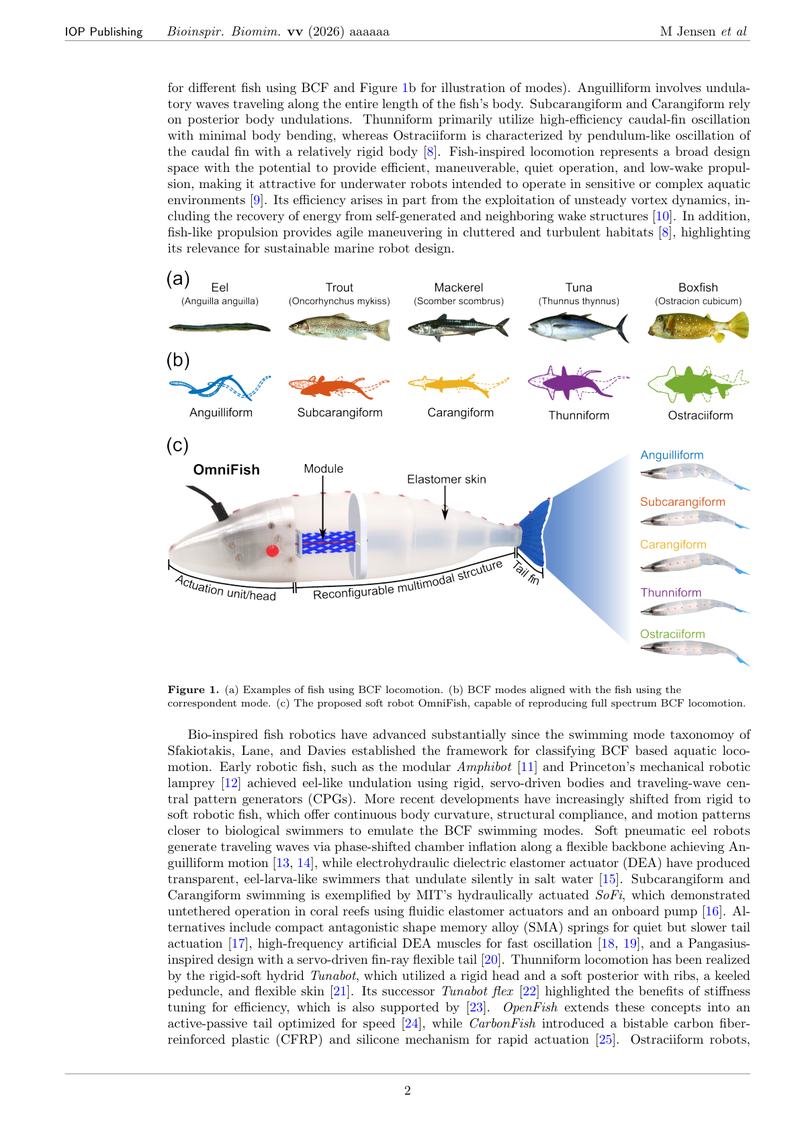 IOP Publishing Bioinspir. Biomim. vv (2026) aaaaaa M Jensen et al
for different fish using BCF and Figure 1b for illustration of modes). Anguilliform involves undula-
tory waves traveling along the entire length of the fish's body. Subcarangiform and Carangiform rely
on posterior body undulations. Thunniform primarily utilize high-efficiency caudal-fin oscillation
with minimal body bending, whereas Ostraciiform is characterized by pendulum-like oscillation of
the caudal fin with a relatively rigid body [8]. Fish-inspired locomotion represents a broad design
space with the potential to provide efficient, maneuverable, quiet operation, and low-wake propul-
sion, making it attractive for underwater robots intended to operate in sensitive or complex aquatic
environments [9]. Its efficiency arises in part from the exploitation of unsteady vortex dynamics, in-
cluding the recovery of energy from self-generated and neighboring wake structures [10]. In addition,
fish-like propulsion provides agile maneuvering in cluttered and turbulent habitats [8], highlighting
its relevance for sustainable marine robot design.
(a)
Eel Trout Mackerel Tuna Boxfish
(Anguilla anguilla) (Oncorhynchus mykiss) (Scomber scombrus) (Thunnus thynnus) (Ostracion cubicum)
(b)
Anguilliform Subcarangiform Carangiform Thunniform Ostraciiform
(c)
OmniFish Module Elastomer skin
Actuation unit/head Reconfigurable multimodal strcuture Tail fin
Anguilliform
Subcarangiform
Carangiform
Thunniform
Ostraciiform
Figure 1. (a) Examples of fish using BCF locomotion. (b) BCF modes aligned with the fish using the
correspondent mode. (c) The proposed soft robot OmniFish, capable of reproducing full spectrum BCF locomotion.
Bio-inspired fish robotics have advanced substantially since the swimming mode taxonomoy of
Sfakiotakis, Lane, and Davies established the framework for classifying BCF based aquatic loco-
motion. Early robotic fish, such as the modular Amphibot [11] and Princeton's mechanical robotic
lamprey [12] achieved eel-like undulation using rigid, servo-driven bodies and traveling-wave cen-
tral pattern generators (CPGs). More recent developments have increasingly shifted from rigid to
soft robotic fish, which offer continuous body curvature, structural compliance, and motion patterns
closer to biological swimmers to emulate the BCF swimming modes. Soft pneumatic eel robots
generate traveling waves via phase-shifted chamber inflation along a flexible backbone achieving An-
guilliform motion [13, 14], while electrohydraulic dielectric elastomer actuator (DEA) have produced
transparent, eel-larva-like swimmers that undulate silently in salt water [15]. Subcarangiform and
Carangiform swimming is exemplified by MIT's hydraulically actuated SoFi, which demonstrated
untethered operation in coral reefs using fluidic elastomer actuators and an onboard pump [16]. Al-
ternatives include compact antagonistic shape memory alloy (SMA) springs for quiet but slower tail
actuation [17], high-frequency artificial DEA muscles for fast oscillation [18, 19], and a Pangasius-
inspired design with a servo-driven fin-ray flexible tail [20]. Thunniform locomotion has been realized
by the rigid-soft hydrid Tunabot, which utilized a rigid head and a soft posterior with ribs, a keeled
peduncle, and flexible skin [21]. Its successor Tunabot flex [22] highlighted the benefits of stiffness
tuning for efficiency, which is also supported by [23]. OpenFish extends these concepts into an
active-passive tail optimized for speed [24], while CarbonFish introduced a bistable carbon fiber-
reinforced plastic (CFRP) and silicone mechanism for rapid actuation [25]. Ostraciiform robots,
2